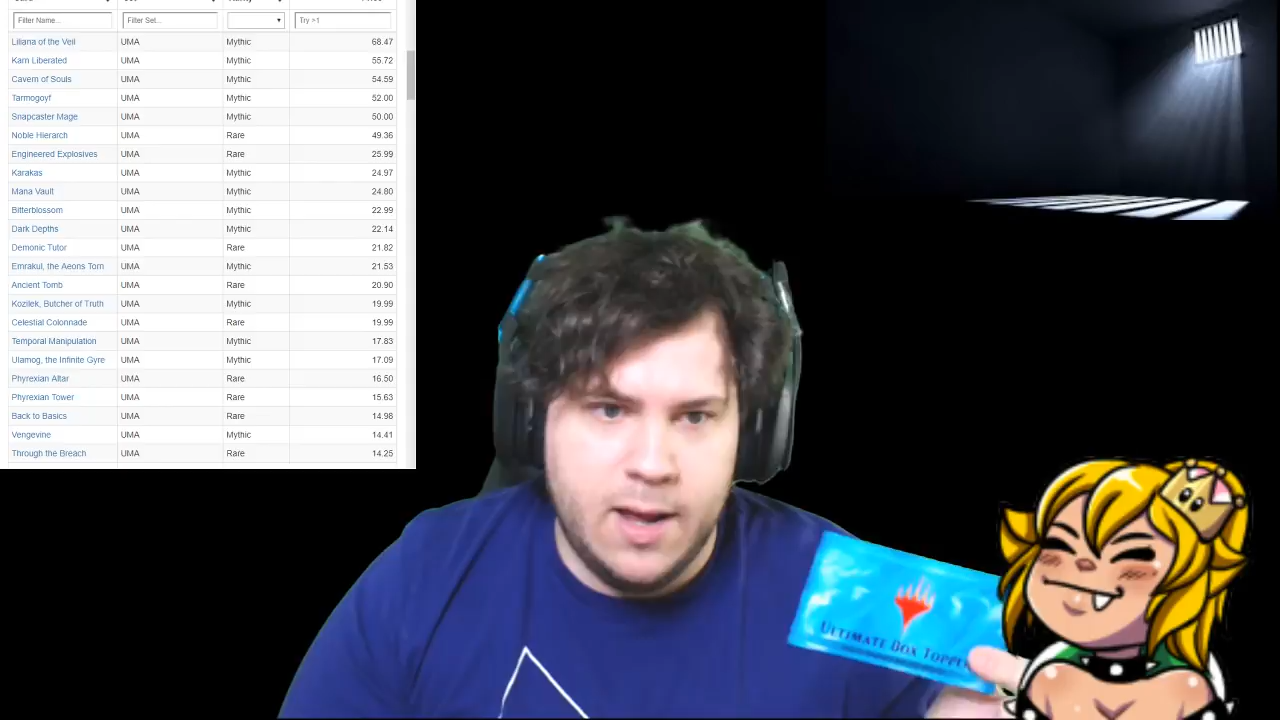 Filter Name... Filter Set... Try >1
Liliana of the Veil UMA Mythic 68.47
Karn Liberated UMA Mythic 55.72
Cavern of Souls UMA Mythic 54.59
Tarmogoyf UMA Mythic 52.00
Snapcaster Mage UMA Mythic 50.00
Noble Hierarch UMA Rare 49.36
Engineered Explosives UMA Rare 25.99
Karakas UMA Mythic 24.97
Mana Vault UMA Mythic 24.80
Bitterblossom UMA Mythic 22.99
Dark Depths UMA Mythic 22.14
Demonic Tutor UMA Rare 21.82
Emrakul, the Aeons Torn UMA Mythic 21.53
Ancient Tomb UMA Rare 20.90
Kozilek, Butcher of Truth UMA Mythic 19.99
Celestial Colonnade UMA Rare 19.99
Temporal Manipulation UMA Mythic 17.83
Ulamog, the Infinite Gyre UMA Mythic 17.09
Phyrexian Altar UMA Rare 16.50
Phyrexian Tower UMA Rare 15.63
Back to Basics UMA Rare 14.98
Vengevine UMA Mythic 14.41
Through the Breach UMA Rare 14.25
ULTIMATE BOX TOPPE